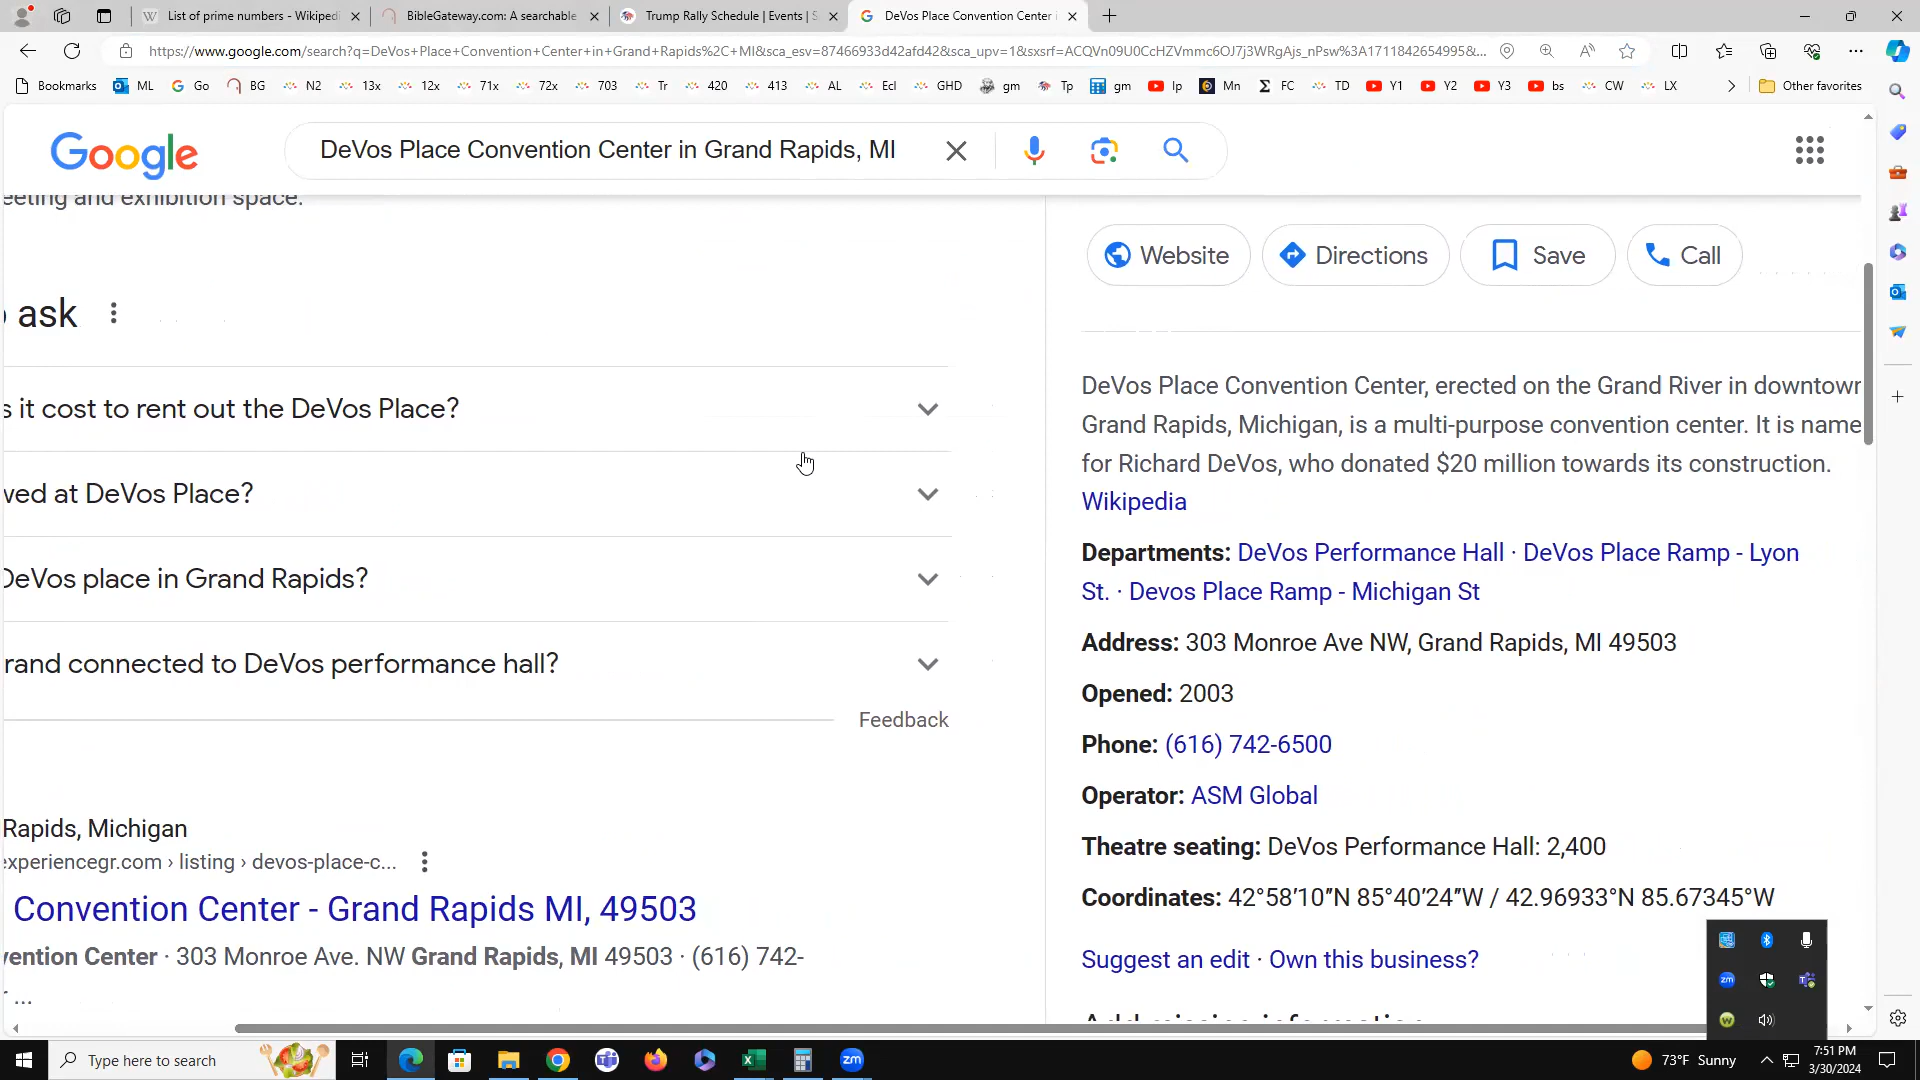 List of prime numbers - Wikiped
BibleGateway.com: A searchable
Trump Rally Schedule | Events | S
DeVos Place Convention Center i
https://www.google.com/search?q=DeVos+Place+Convention+Center+in+Grand+Rapids%2C+MI&sca_esv=87466933d42afd42&sca_upv=1&sxsrf=ACQVn09U0CcHZVmmc6OJ7j3WRgAjs_nPsw%3A1711842654995&...
Bookmarks ML Go BG N2 13x 12x 71x 72x 703 Tr 420 413 AL Ecl GHD gm Tp gm Ip Mn FC TD Y1 Y2 Y3 bs CW LX Other favorites
Google
DeVos Place Convention Center in Grand Rapids, MI
eeting and exhibition space.
ask
s it cost to rent out the DeVos Place?
wed at DeVos Place?
DeVos place in Grand Rapids?
rand connected to DeVos performance hall?
Feedback
Rapids, Michigan
experiencegr.com › listing › devos-place-c...
Convention Center - Grand Rapids MI, 49503
vention Center · 303 Monroe Ave. NW Grand Rapids, MI 49503 · (616) 742-
...
Website
Directions
Save
Call
DeVos Place Convention Center, erected on the Grand River in downtown
Grand Rapids, Michigan, is a multi-purpose convention center. It is name
for Richard DeVos, who donated $20 million towards its construction.
Wikipedia
Departments: DeVos Performance Hall · DeVos Place Ramp - Lyon
St. · Devos Place Ramp - Michigan St
Address: 303 Monroe Ave NW, Grand Rapids, MI 49503
Opened: 2003
Phone: (616) 742-6500
Operator: ASM Global
Theatre seating: DeVos Performance Hall: 2,400
Coordinates: 42°58′10″N 85°40′24″W / 42.96933°N 85.67345°W
Suggest an edit · Own this business?
zm
Type here to search
zm
73°F Sunny
7:51 PM
3/30/2024